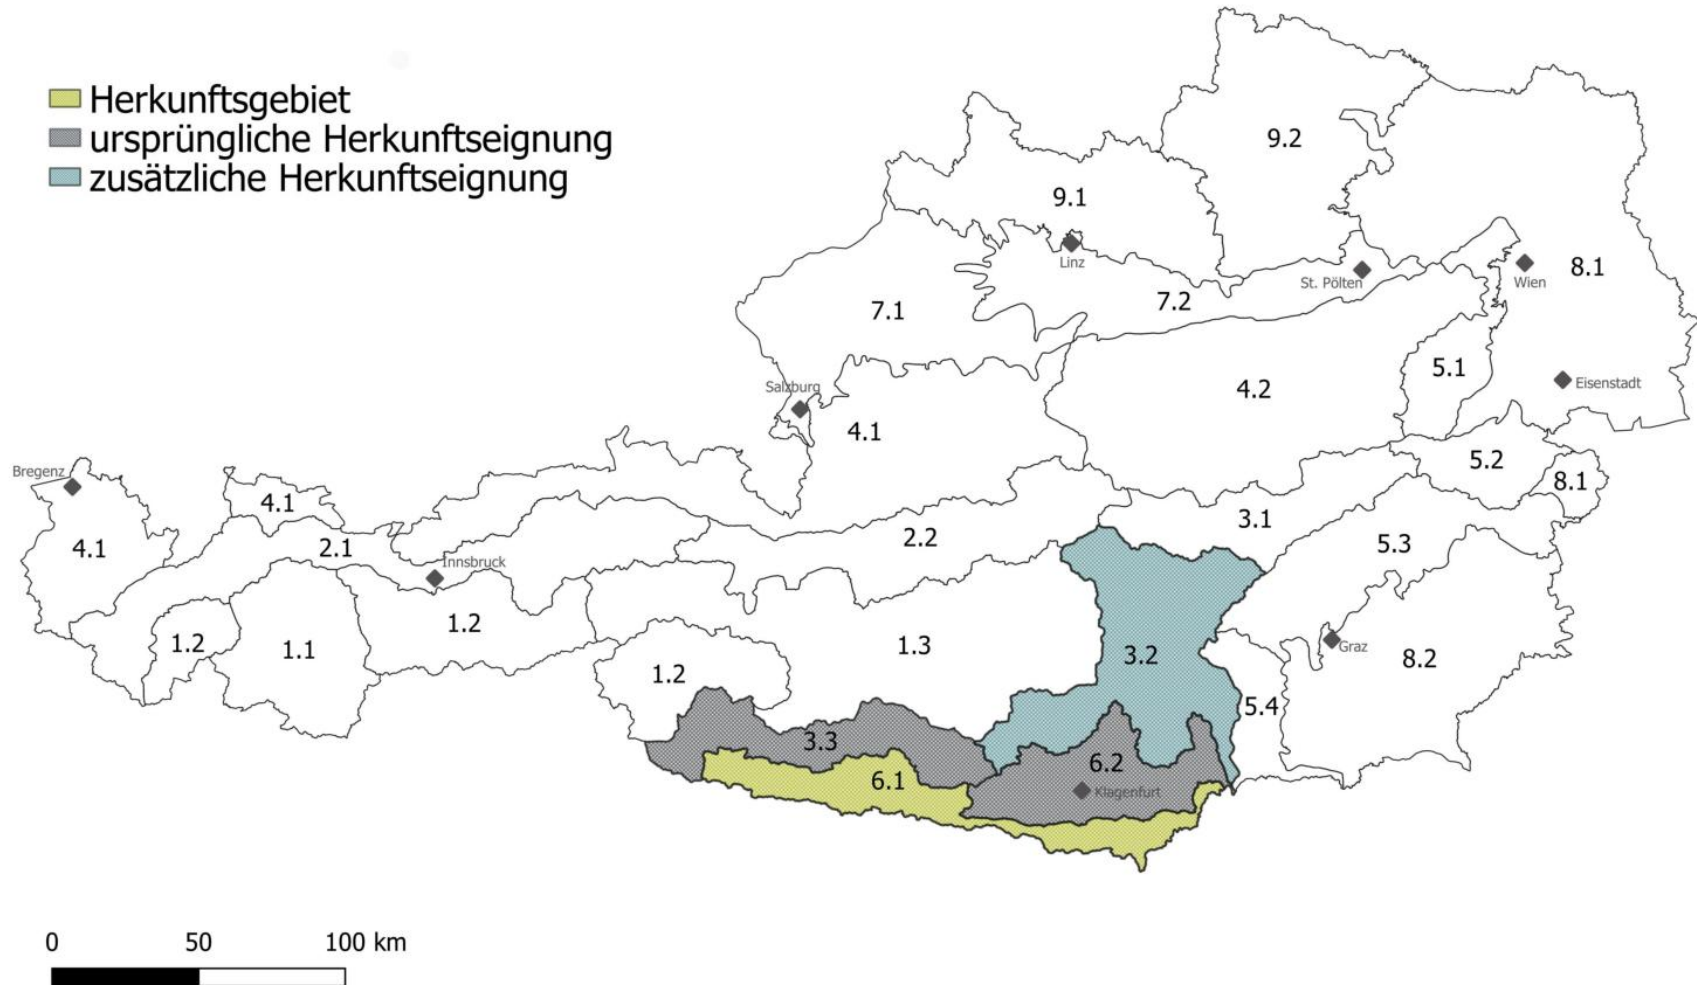 Herkunftsgebiet
ursprüngliche Herkunftseignung
zusätzliche Herkunftseignung
9.2
9.1
Linz
St. Pölten
Wien
8.1
7.2
7.1
5.1
Eisenstadt
4.2
Salzburg
4.1
Bregenz
5.2
8.1
4.1
3.1
4.1
2.1
2.2
5.3
Innsbruck
1.2
1.2
1.1
1.3
3.2
Graz
8.2
1.2
5.4
3.3
6.2
6.1
Klagenfurt
0 50 100 km